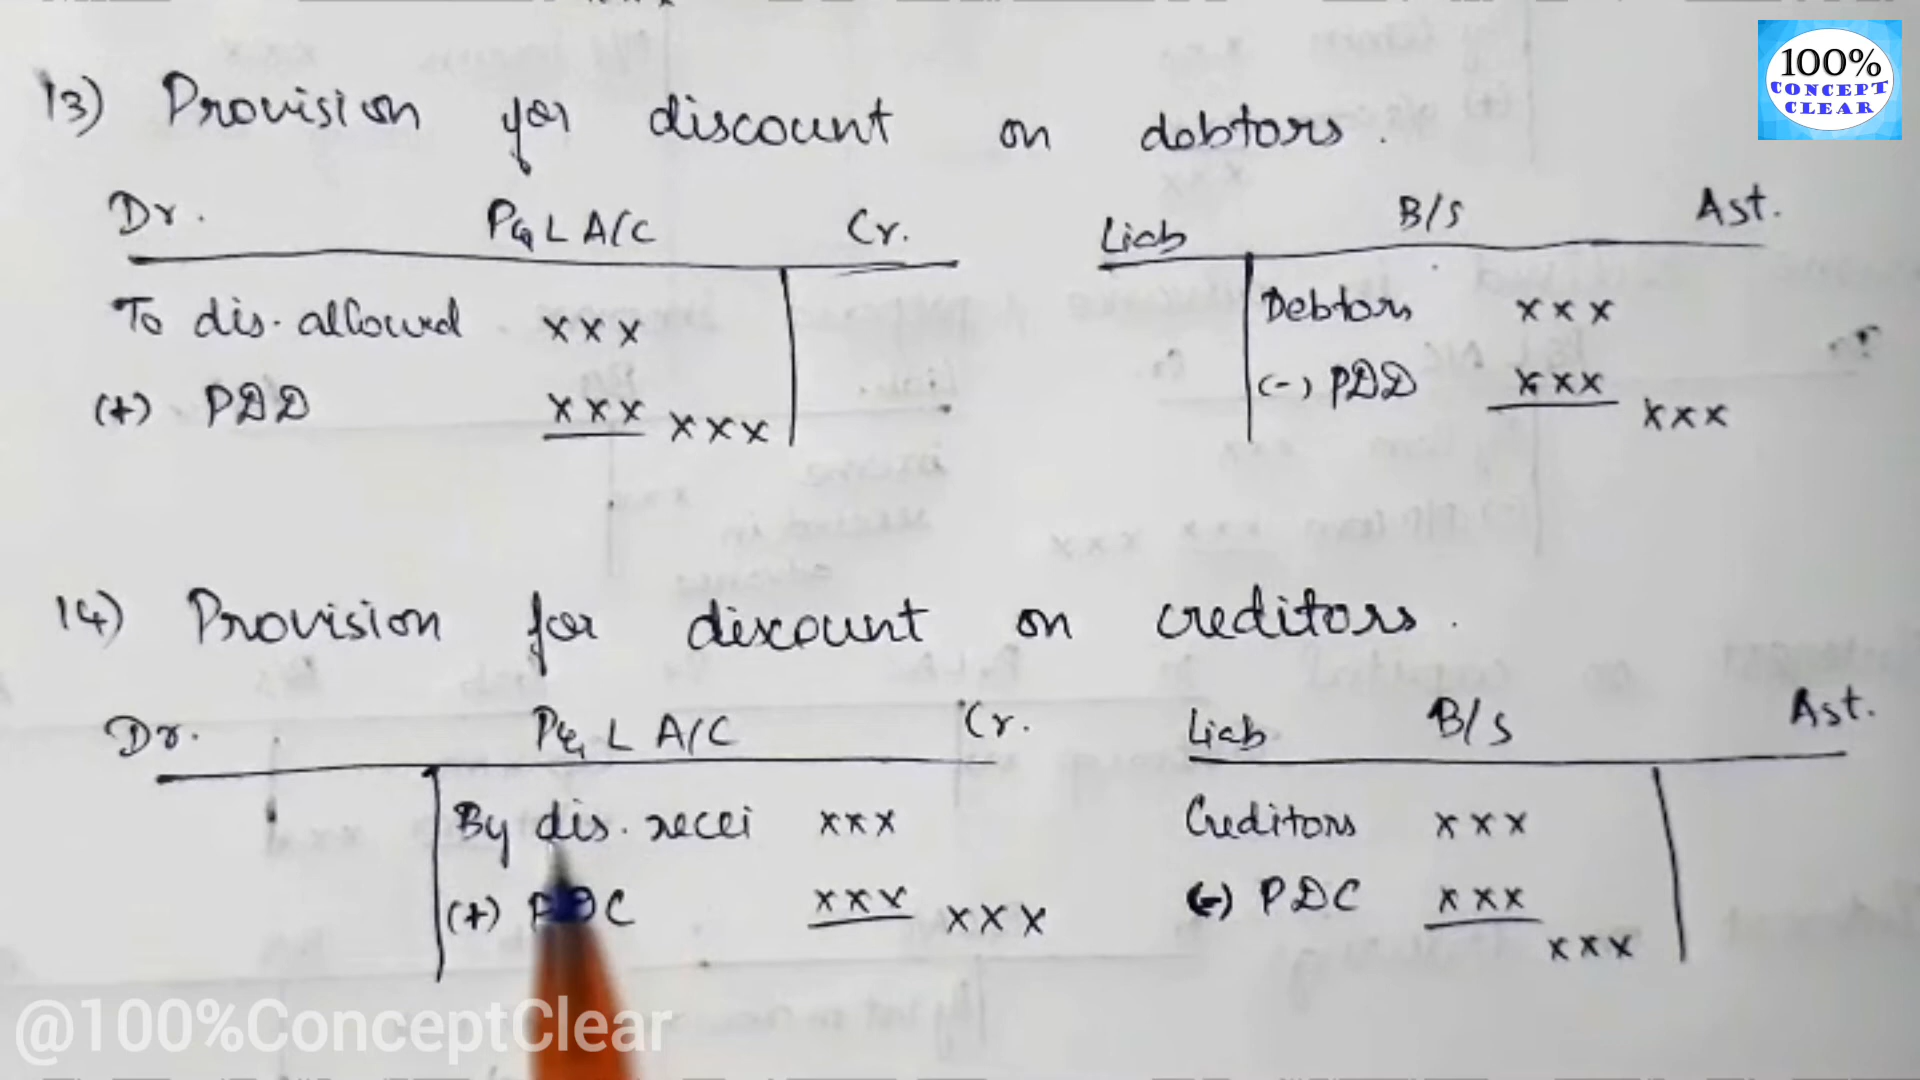 100%
CONCEPT
CLEAR
13) Provision for discount on debtors.
Dr. P&L A/C Cr.
To dis. allowed xxx
(+) PDD xxx xxx
Liab B/S Ast.
Debtors xxx
(-) PDD xxx xxx
14) Provision for discount on creditors.
Dr. P&L A/C Cr.
By dis. recei xxx
(+) PDC xxx xxx
Liab B/S Ast.
Creditors xxx
(-) PDC xxx
xxx
@100%ConceptClear